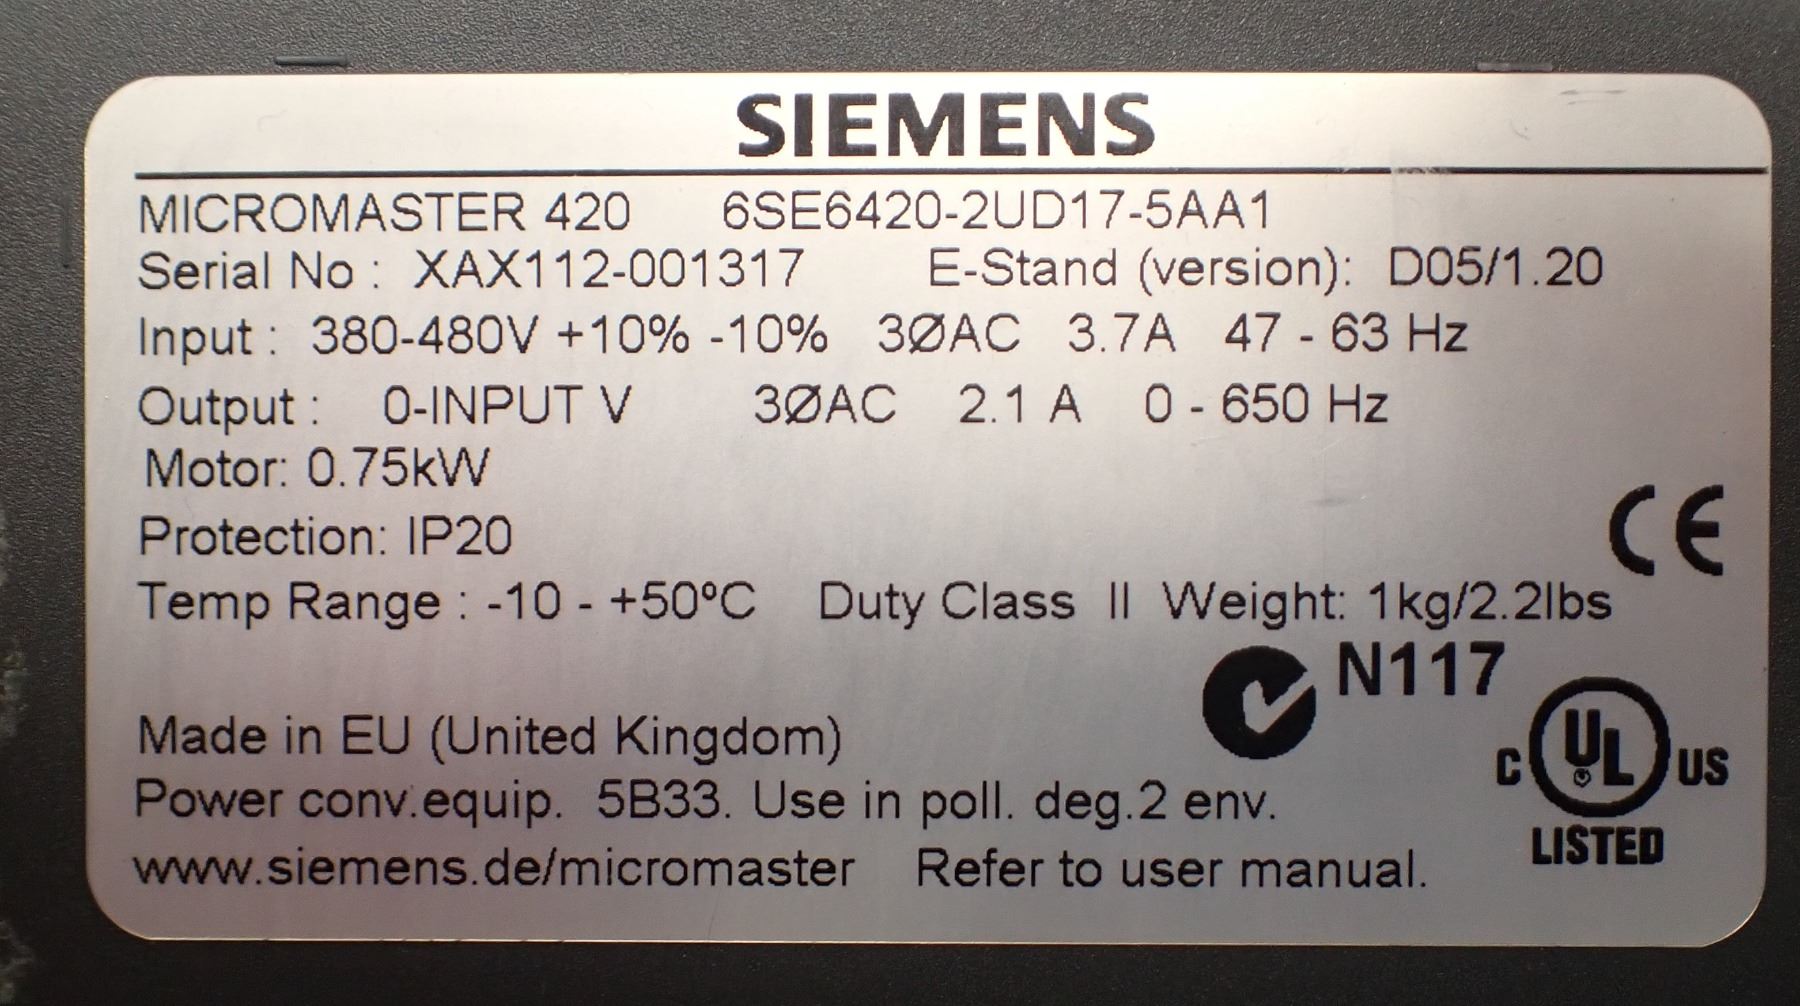 SIEMENS
MICROMASTER 420 6SE6420-2UD17-5AA1
Serial No : XAX112-001317 E-Stand (version): D05/1.20
Input : 380-480V +10% -10% 3ØAC 3.7A 47 - 63 Hz
Output : 0-INPUT V 3ØAC 2.1 A 0 - 650 Hz
Motor: 0.75kW
Protection: IP20
CE
Temp Range : -10 - +50ºC Duty Class II Weight: 1kg/2.2lbs
N117
Made in EU (United Kingdom)
C UL US
Power conv.equip. 5B33. Use in poll. deg.2 env.
LISTED
www.siemens.de/micromaster Refer to user manual.